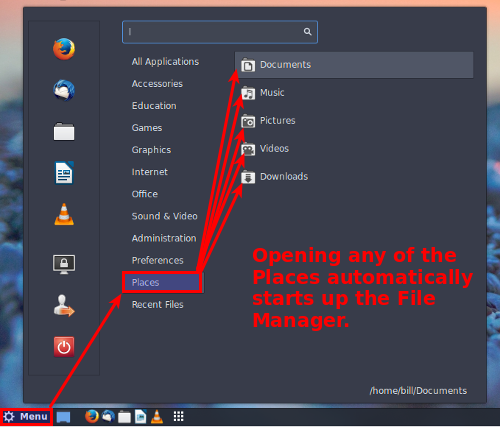 All Applications
Accessories
Education
Games
Graphics
Internet
Office
Sound & Video
Administration
Preferences
Places
Recent Files
Documents
Music
Pictures
Videos
Downloads
Opening any of the
Places automatically
starts up the File
Manager.
/home/bill/Documents
Menu